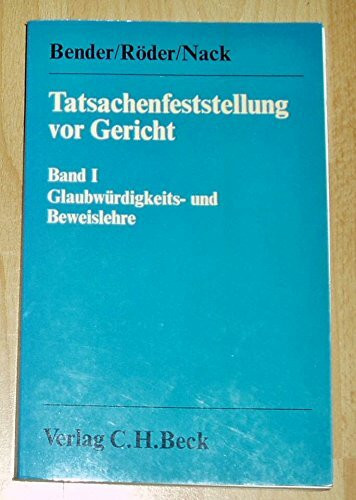 Bender/Röder/Nack
Tatsachenfeststellung
vor Gericht
Band I
Glaubwürdigkeits- und
Beweislehre
Verlag C.H.Beck